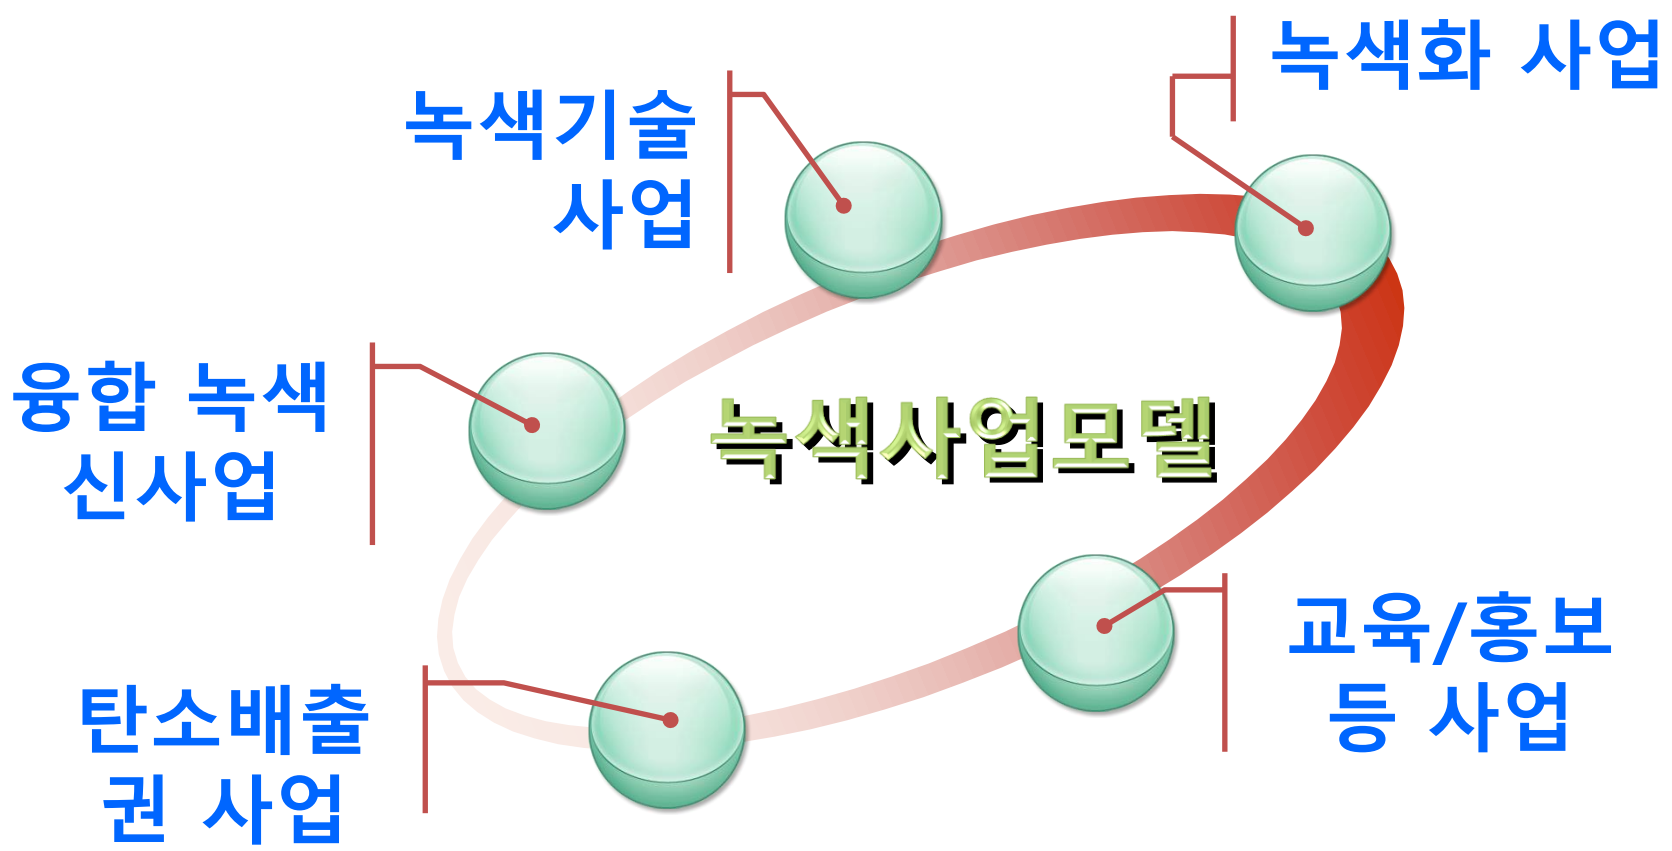 녹색화 사업
녹색기술
사업
융합 녹색
신사업
녹색사업모델
교육/홍보
등 사업
탄소배출
권 사업